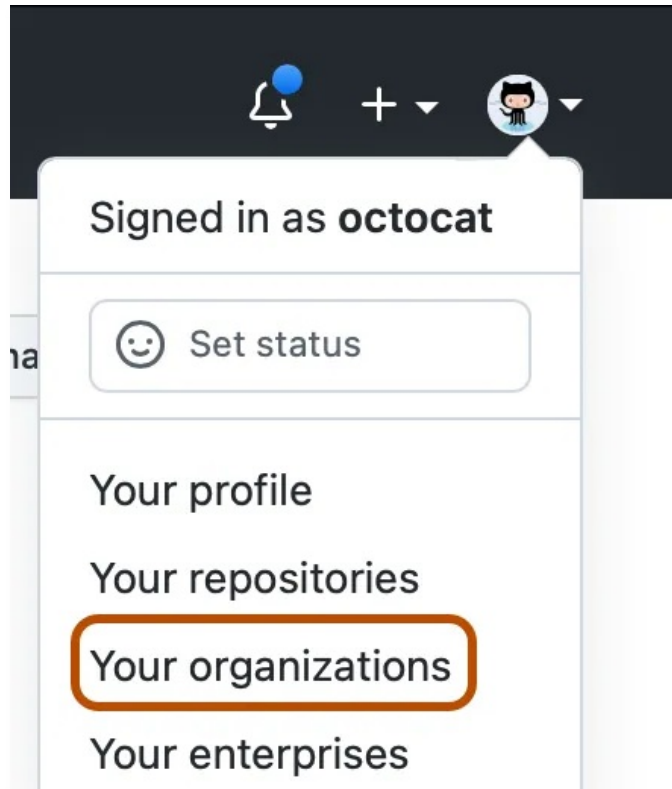 Signed in as octocat
Set status
Your profile
Your repositories
Your organizations
Your enterprises